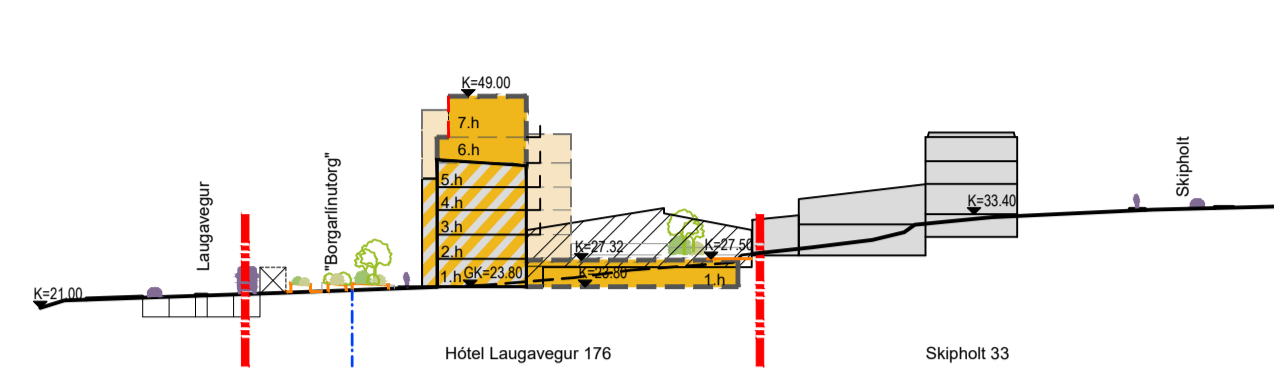 K=49.00
7.h
6.h
5.h
4.h
3.h
2.h
1.h
GK=23.80
K=23.80
K=27.32
K=27.50
1.h
K=33.40
K=21.00
Laugavegur
"Borgarlínutorg"
Skipholt
Hótel Laugavegur 176
Skipholt 33